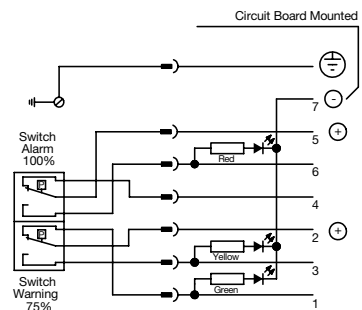 Circuit Board Mounted
7
-
5
+
Switch
Alarm
100%
Red
6
P
4
2
+
P
Yellow
3
Green
Switch
Warning
75%
1